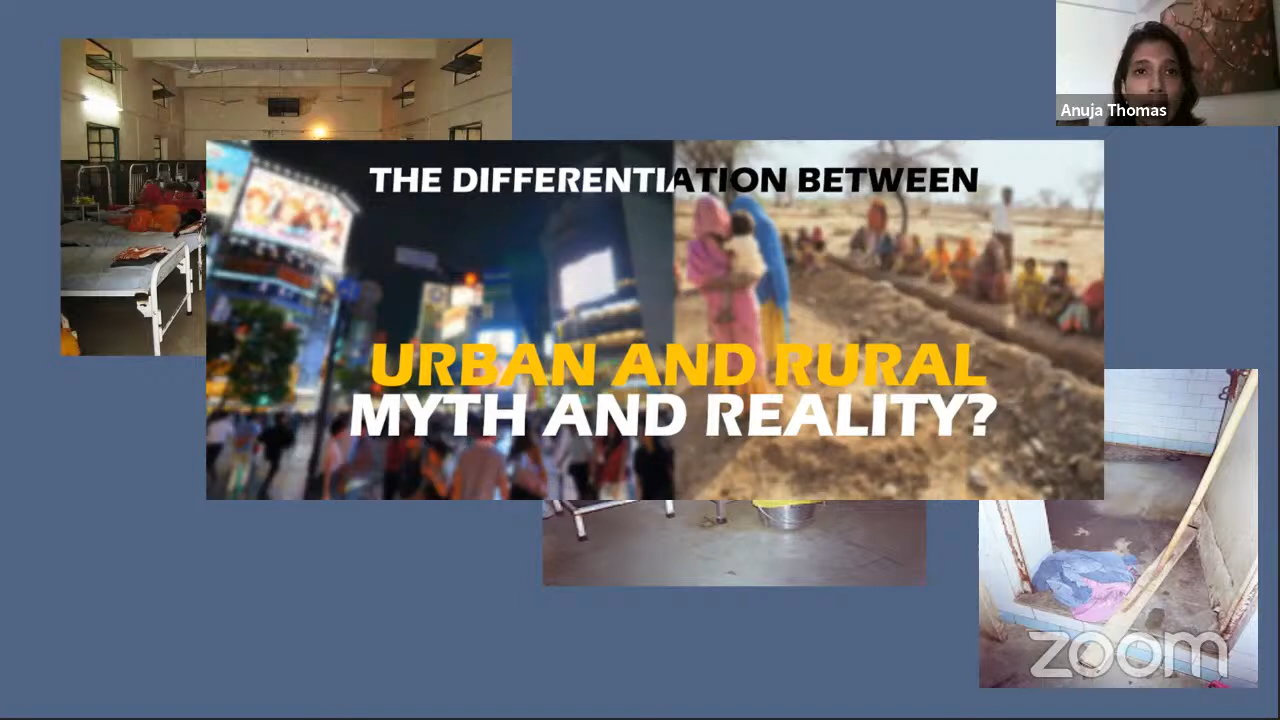 Anuja Thomas
THE DIFFERENTIATION BETWEEN
URBAN AND RURAL
MYTH AND REALITY?
zoom